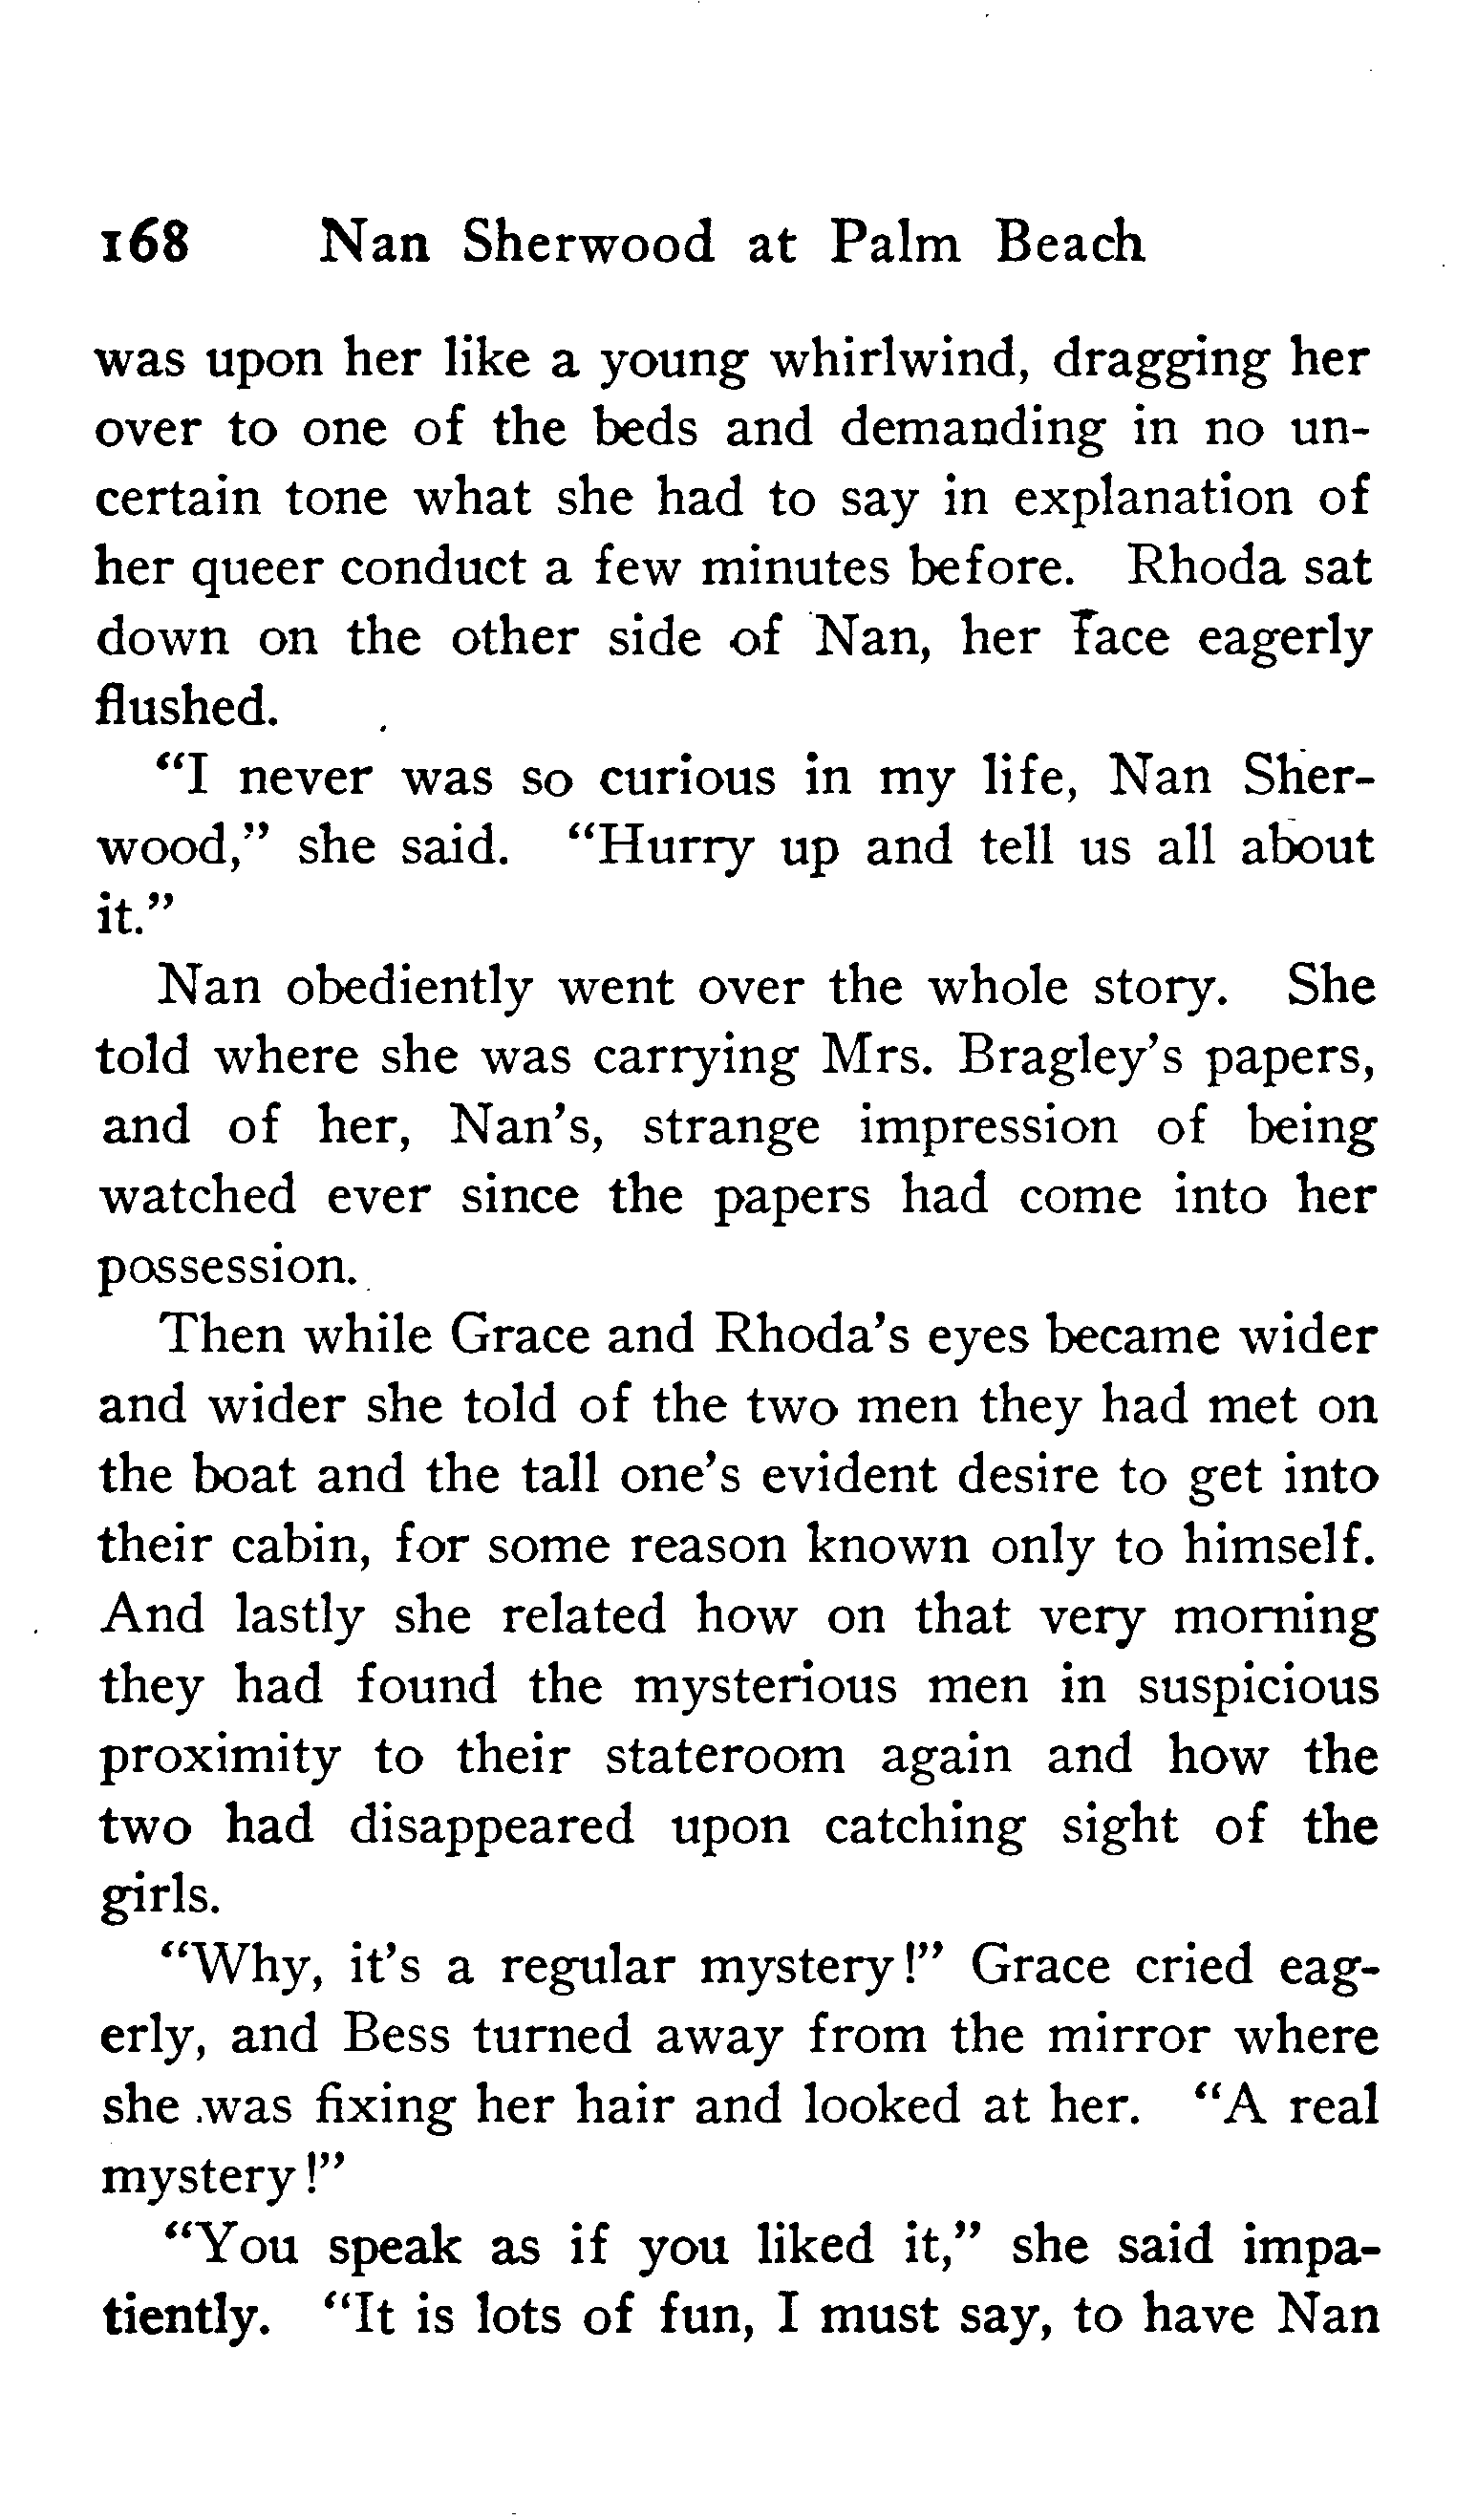 168 Nan Sherwood at Palm Beach
was upon her like a young whirlwind, dragging her
over to one of the beds and demanding in no un-
certain tone what she had to say in explanation of
her queer conduct a few minutes before. Rhoda sat
down on the other side of Nan, her face eagerly
flushed.
"I never was so curious in my life, Nan Sher-
wood," she said. "Hurry up and tell us all about
it."
Nan obediently went over the whole story. She
told where she was carrying Mrs. Bragley's papers,
and of her, Nan's, strange impression of being
watched ever since the papers had come into her
possession.
Then while Grace and Rhoda's eyes became wider
and wider she told of the two men they had met on
the boat and the tall one's evident desire to get into
their cabin, for some reason known only to himself.
And lastly she related how on that very morning
they had found the mysterious men in suspicious
proximity to their stateroom again and how the
two had disappeared upon catching sight of the
girls.
"Why, it's a regular mystery!" Grace cried eag-
erly, and Bess turned away from the mirror where
she was fixing her hair and looked at her. "A real
mystery!"
"You speak as if you liked it," she said impa-
tiently. "It is lots of fun, I must say, to have Nan